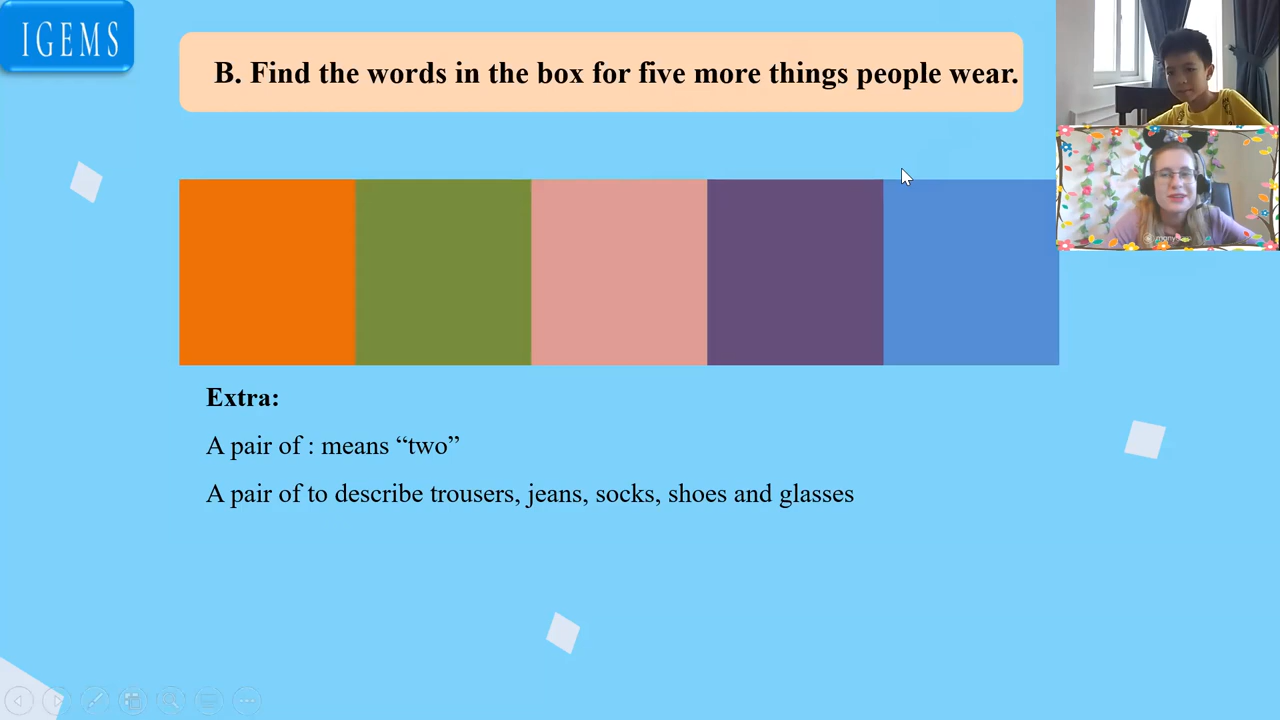 IGEMS
B. Find the words in the box for five more things people wear.
Extra:
A pair of : means “two”
A pair of to describe trousers, jeans, socks, shoes and glasses